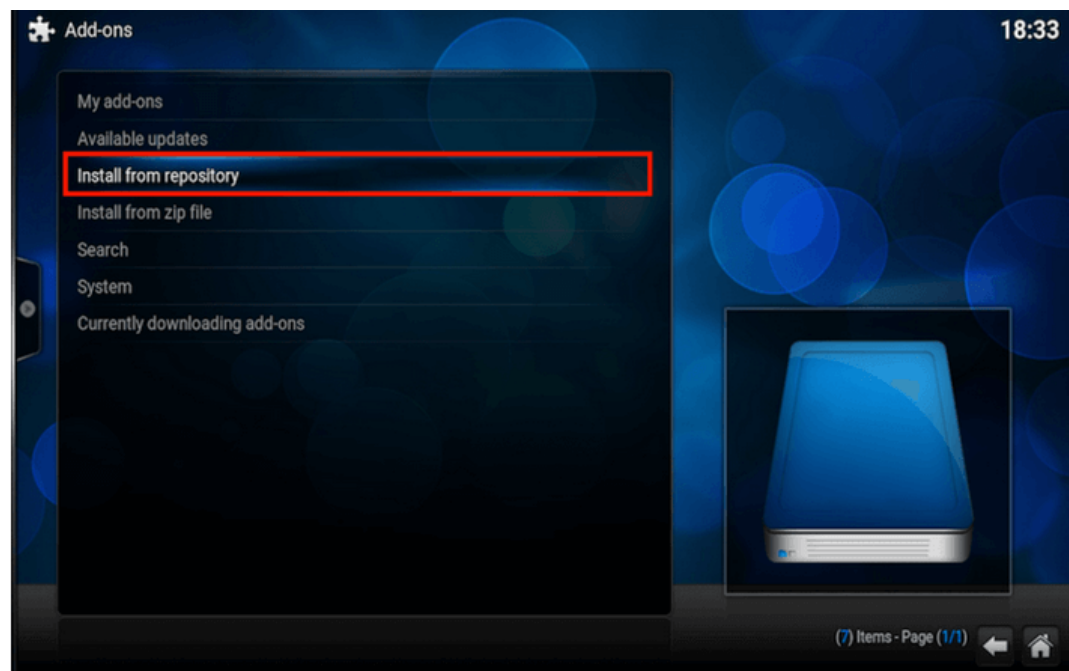 Add-ons
18:33
My add-ons
Available updates
Install from repository
Install from zip file
Search
System
Currently downloading add-ons
(7) Items - Page (1/1)